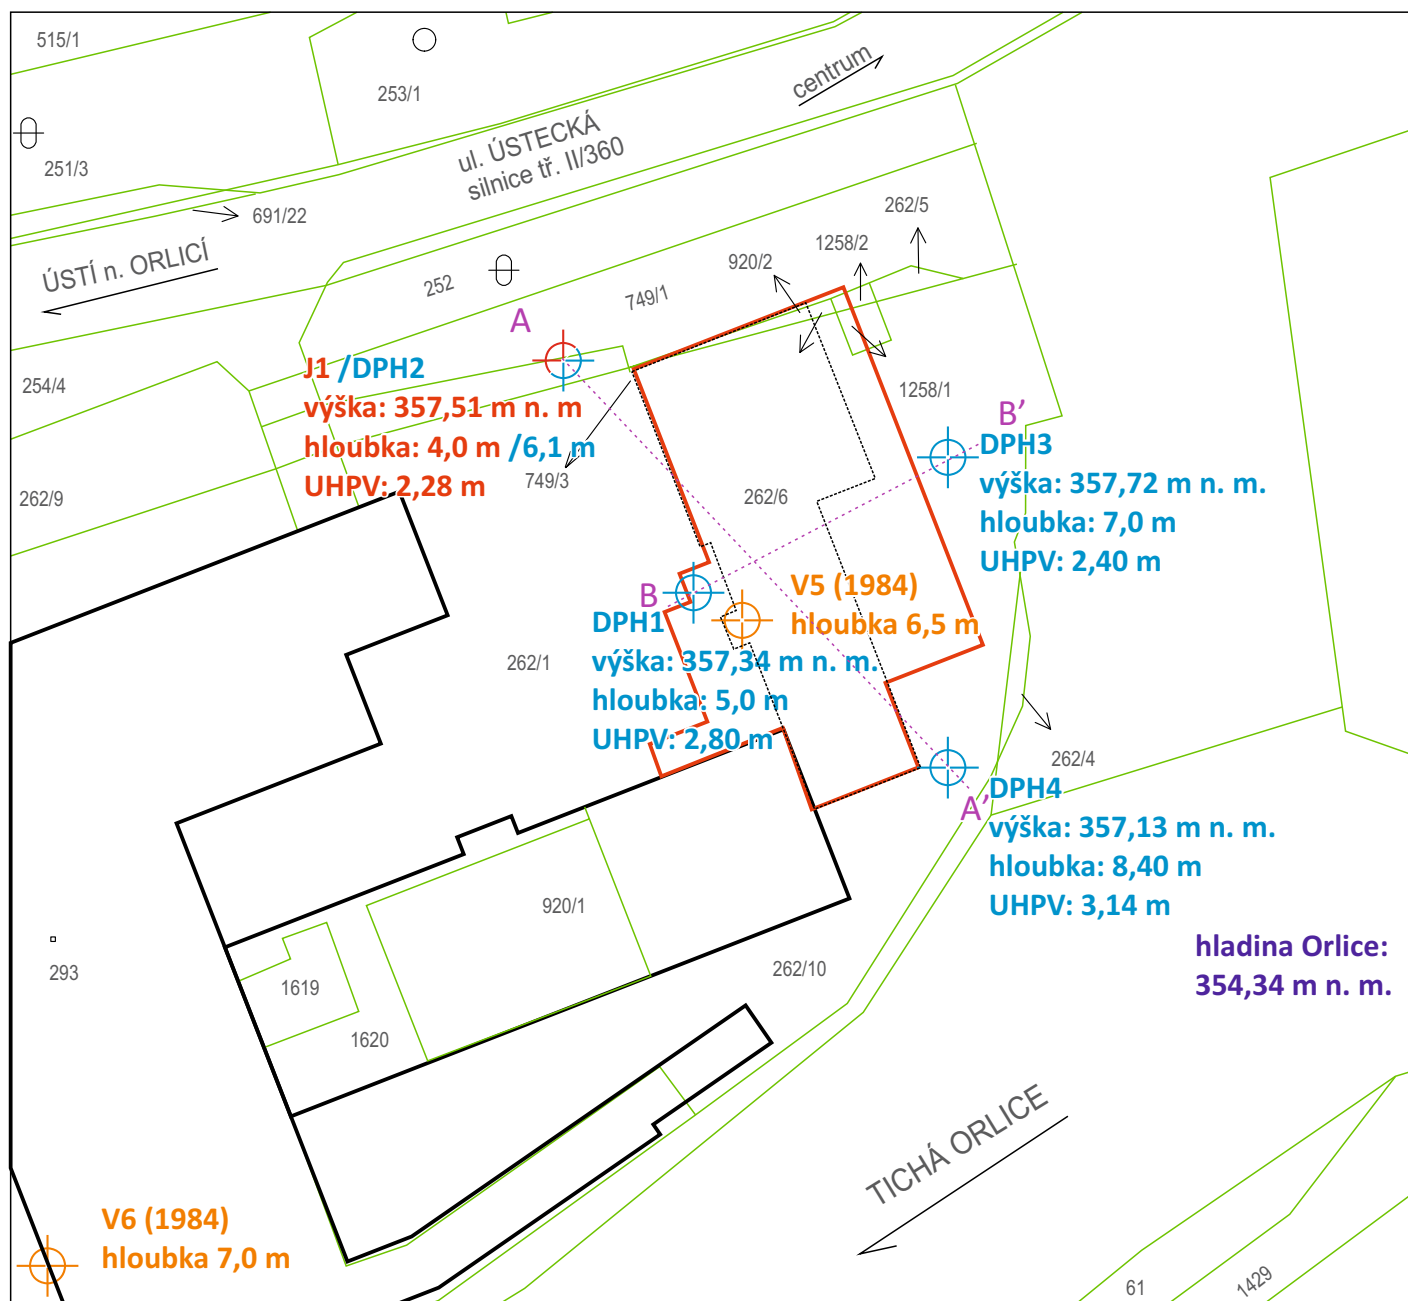 515/1
253/1
centrum
251/3
ul. ÚSTECKÁ
silnice tř. II/360
691/22
262/5
1258/2
920/2
ÚSTÍ n. ORLICÍ
252
749/1
A
J1 /DPH2
výška: 357,51 m n. m
hloubka: 4,0 m /6,1 m
UHPV: 2,28 m
254/4
1258/1
B’
DPH3
výška: 357,72 m n. m.
hloubka: 7,0 m
UHPV: 2,40 m
749/3
262/6
262/9
B
V5 (1984)
hloubka 6,5 m
DPH1
výška: 357,34 m n. m.
hloubka: 5,0 m
UHPV: 2,80 m
262/1
262/4
A’
DPH4
výška: 357,13 m n. m.
hloubka: 8,40 m
UHPV: 3,14 m
920/1
hladina Orlice:
354,34 m n. m.
293
1619
262/10
1620
TICHÁ ORLICE
V6 (1984)
hloubka 7,0 m
61
1429